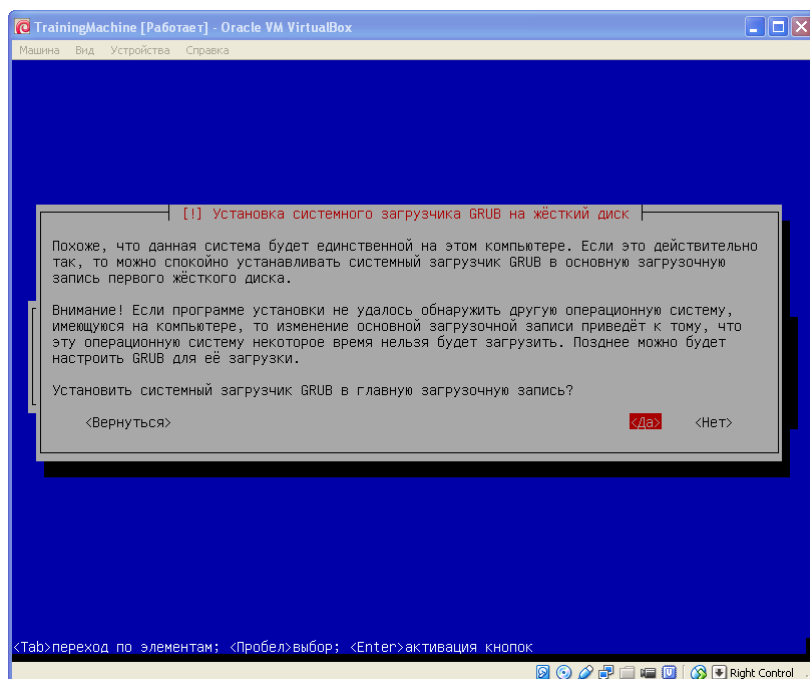 TrainingMachine [Работает] - Oracle VM VirtualBox
Машина Вид Устройства Справка
[!] Установка системного загрузчика GRUB на жёсткий диск
Похоже, что данная система будет единственной на этом компьютере. Если это действительно
так, то можно спокойно устанавливать системный загрузчик GRUB в основную загрузочную
запись первого жёсткого диска.
Внимание! Если программе установки не удалось обнаружить другую операционную систему,
имеющуюся на компьютере, то изменение основной загрузочной записи приведёт к тому, что
эту операционную систему некоторое время нельзя будет загрузить. Позднее можно будет
настроить GRUB для её загрузки.
Установить системный загрузчик GRUB в главную загрузочную запись?
<Вернуться> <Да> <Нет>
<Tab>переход по элементам; <Пробел>выбор; <Enter>активация кнопок
Right Control